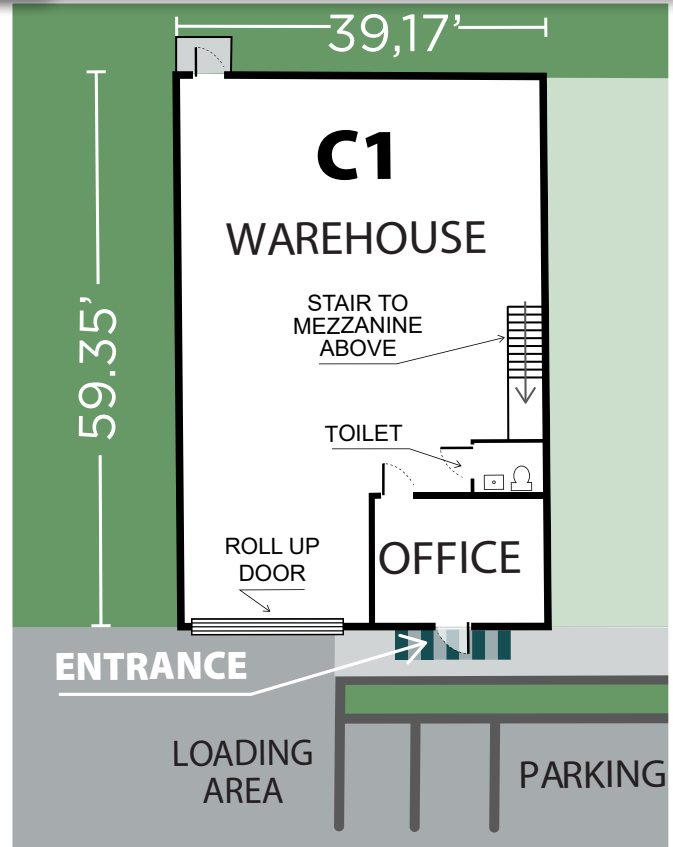 39,17'
C1
WAREHOUSE
STAIR TO
MEZZANINE
ABOVE
59.35'
TOILET
ROLL UP
DOOR
OFFICE
ENTRANCE
LOADING
AREA
PARKING